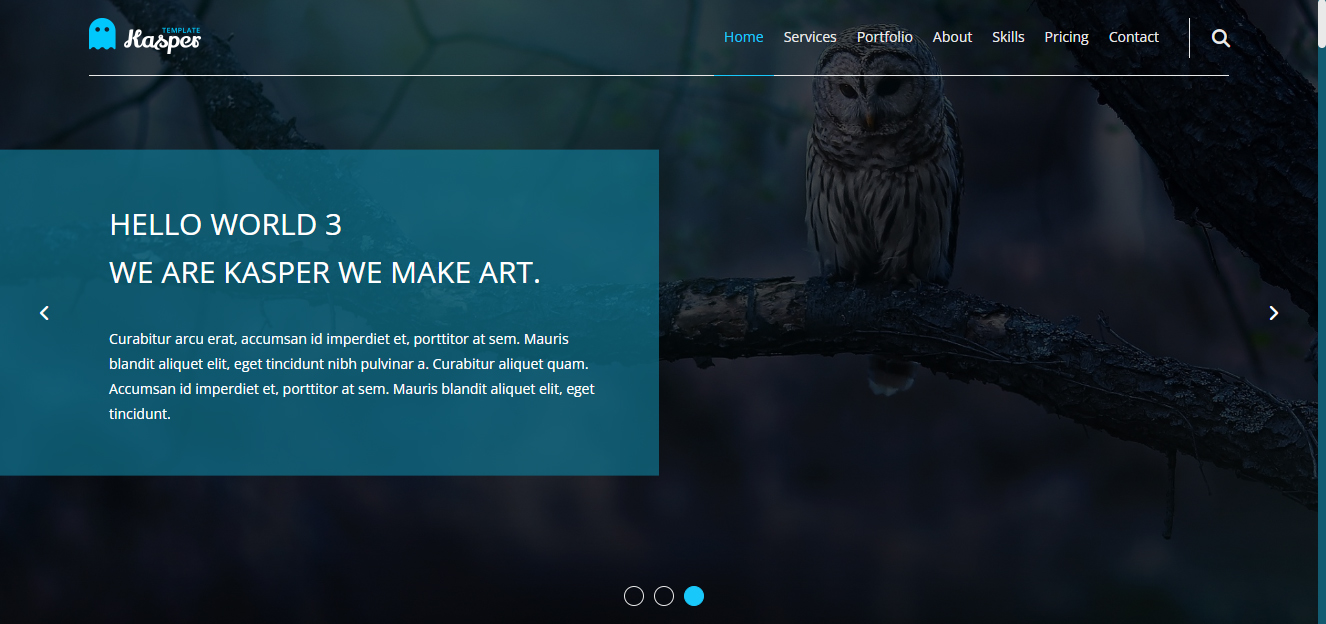 TEMPLATE
Kasper
Home Services Portfolio About Skills Pricing Contact
HELLO WORLD 3
WE ARE KASPER WE MAKE ART.
Curabitur arcu erat, accumsan id imperdiet et, porttitor at sem. Mauris
blandit aliquet elit, eget tincidunt nibh pulvinar a. Curabitur aliquet quam.
Accumsan id imperdiet et, porttitor at sem. Mauris blandit aliquet elit, eget
tincidunt.